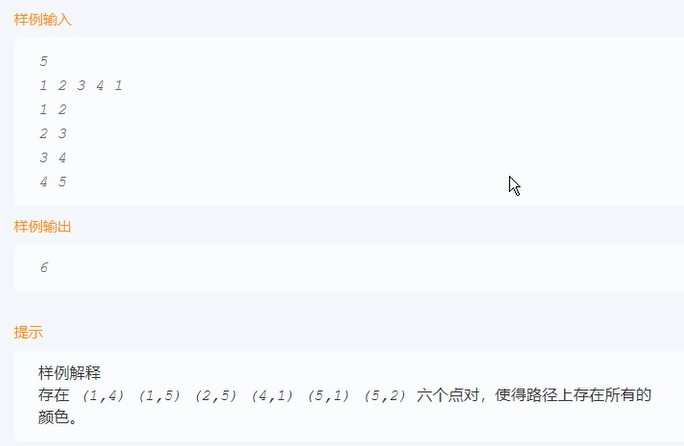 样例输入
5
1 2 3 4 1
1 2
2 3
3 4
4 5
样例输出
6
提示
样例解释
存在 (1,4) (1,5) (2,5) (4,1) (5,1) (5,2) 六个点对，使得路径上存在所有的
颜色。